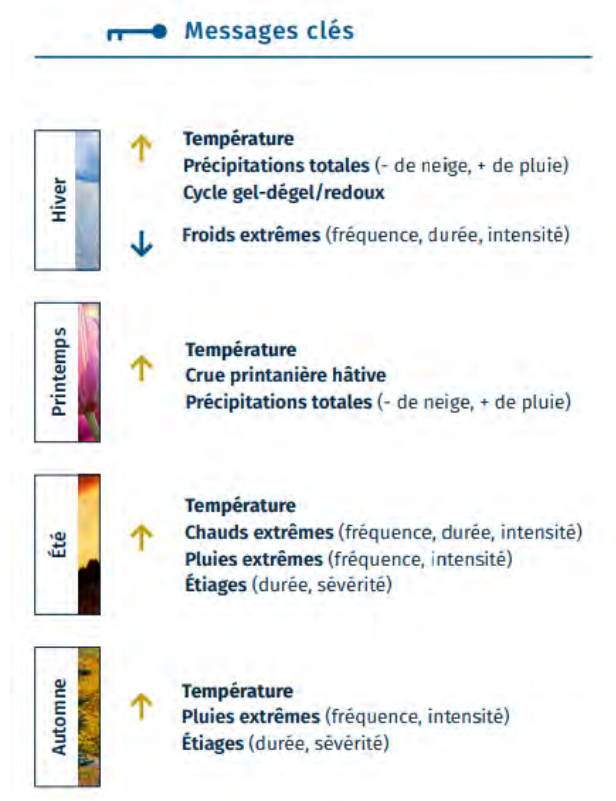 Messages clés
Hiver
Température
Précipitations totales (- de neige, + de pluie)
Cycle gel-dégel/redoux
Froids extrêmes (fréquence, durée, intensité)
Printemps
Température
Crue printanière hâtive
Précipitations totales (- de neige, + de pluie)
Été
Température
Chauds extrêmes (fréquence, durée, intensité)
Pluies extrêmes (fréquence, intensité)
Étiages (durée, sévérité)
Automne
Température
Pluies extrêmes (fréquence, intensité)
Étiages (durée, sévérité)